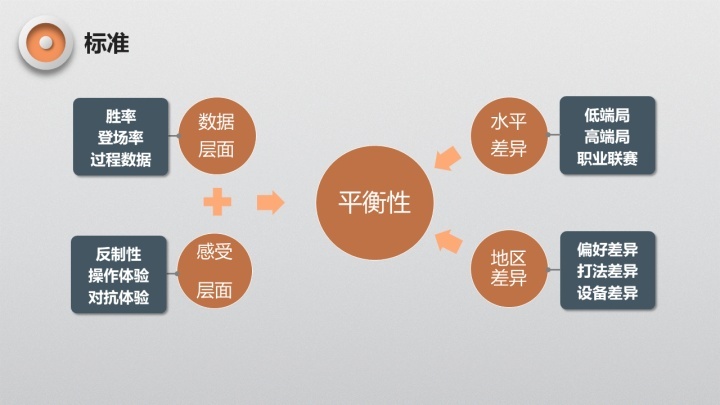 标准
胜率
登场率
过程数据
数据
层面
反制性
操作体验
对抗体验
感受
层面
平衡性
水平
差异
低端局
高端局
职业联赛
地区
差异
偏好差异
打法差异
设备差异